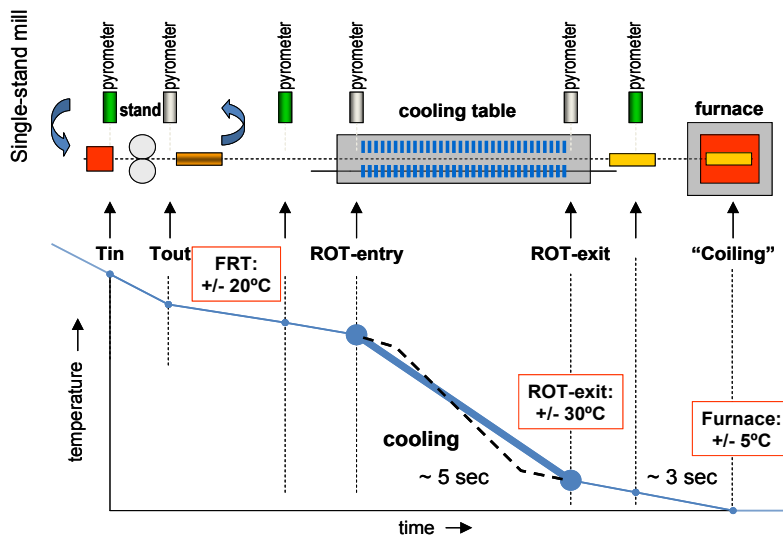 Single-stand mill
pyrometer
pyrometer
pyrometer
pyrometer
pyrometer
pyrometer
stand
cooling table
furnace
Tin
Tout
ROT-entry
ROT-exit
“Coiling”
FRT:
+/- 20ºC
ROT-exit:
+/- 30ºC
Furnace:
+/- 5ºC
cooling
~ 5 sec
~ 3 sec
temperature
time